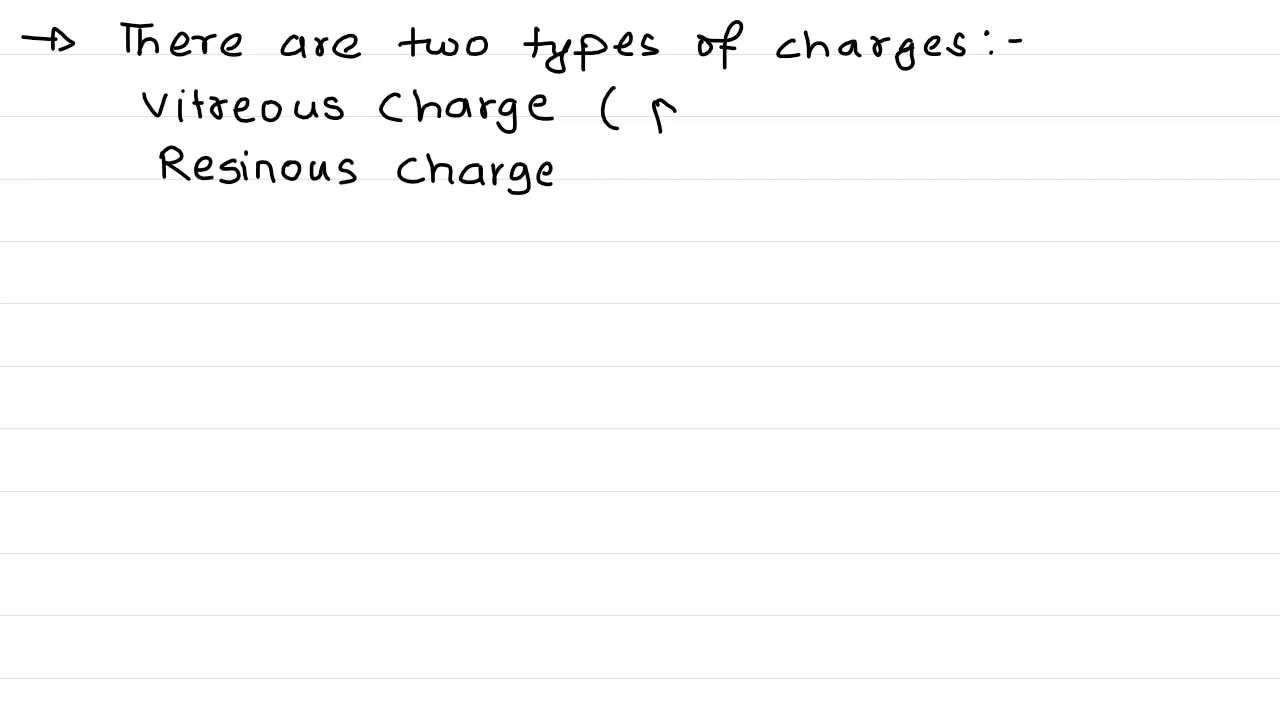 → There are two types of charges:-
Vitreous Charge (
Resinous Charge